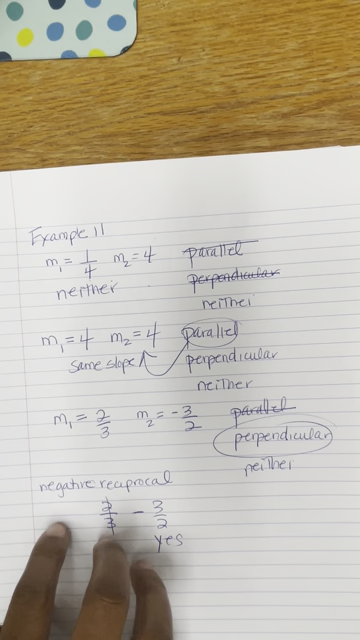 Example 11
m₁ = 1/4 m₂ = 4 parallel
perpendicular
neither
neither
m₁ = 4 m₂ = 4 parallel
same slope perpendicular
neither
m₁ = 2/3 m₂ = -3/2 parallel
perpendicular
neither
negative reciprocal
2/3 - 3/2
yes